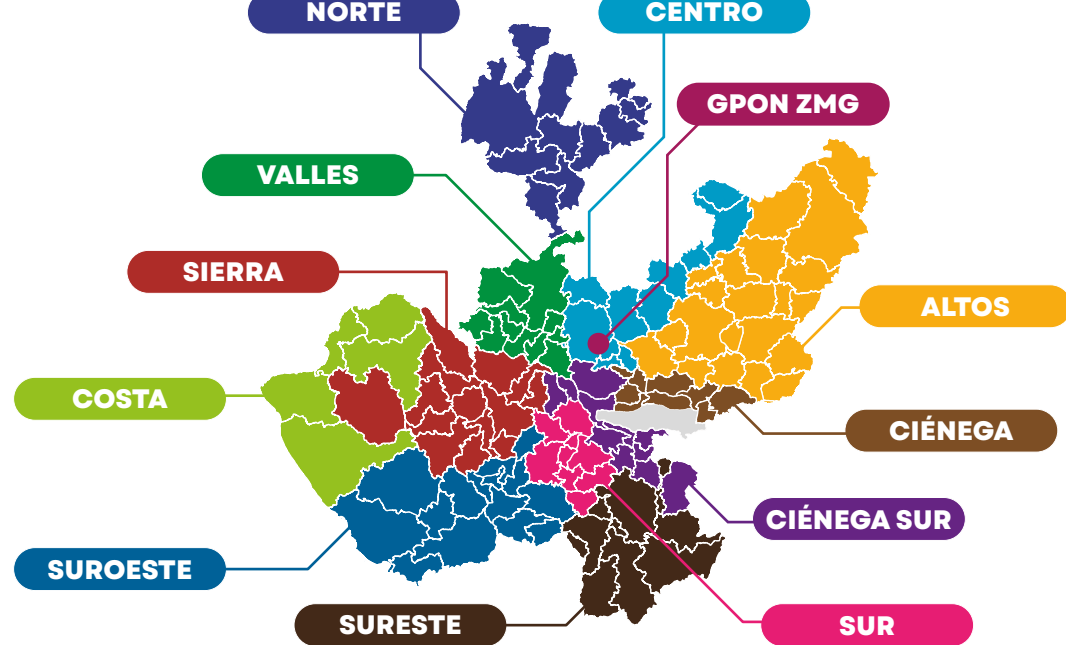 NORTE
CENTRO
GPON ZMG
VALLES
SIERRA
ALTOS
COSTA
CIÉNEGA
CIÉNEGA SUR
SUROESTE
SURESTE
SUR